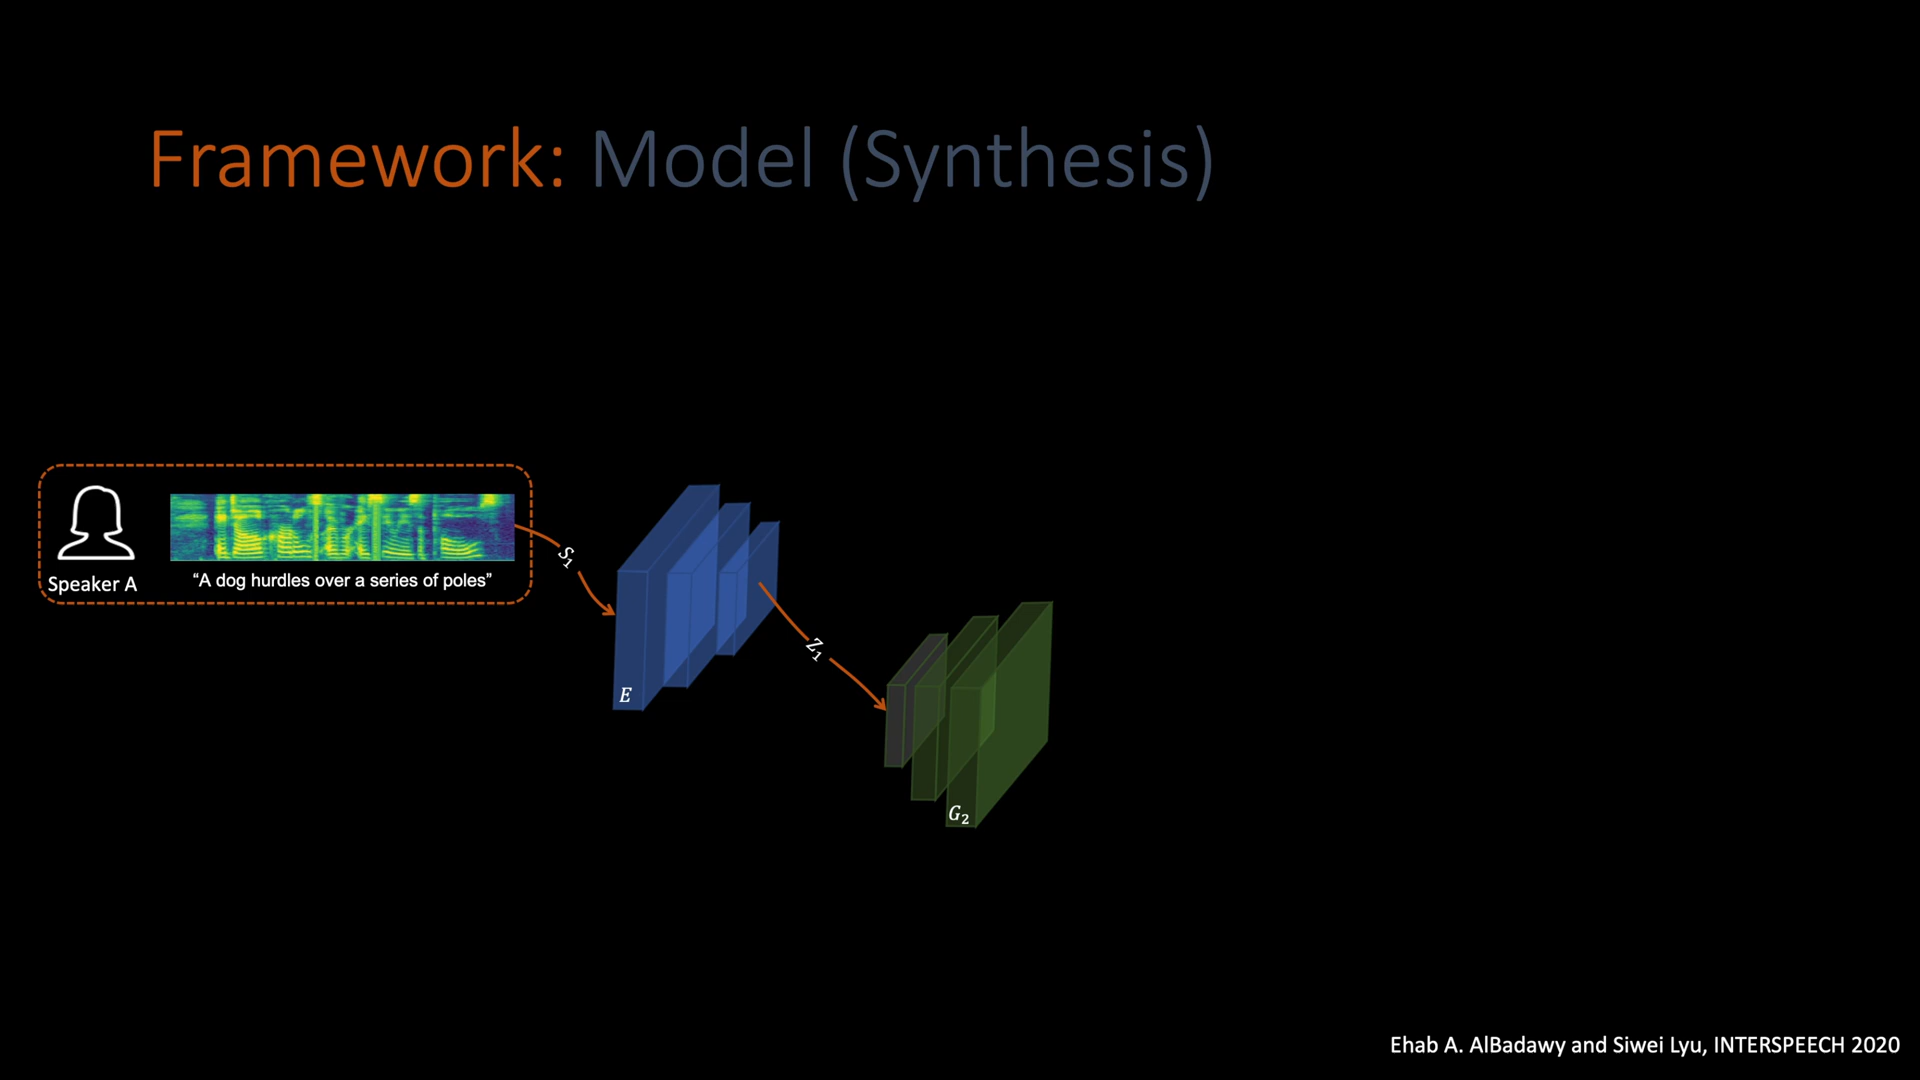 Framework: Model (Synthesis)
Speaker A
“A dog hurdles over a series of poles”
S₁
E
Z₁
G₂
Ehab A. AlBadawy and Siwei Lyu, INTERSPEECH 2020